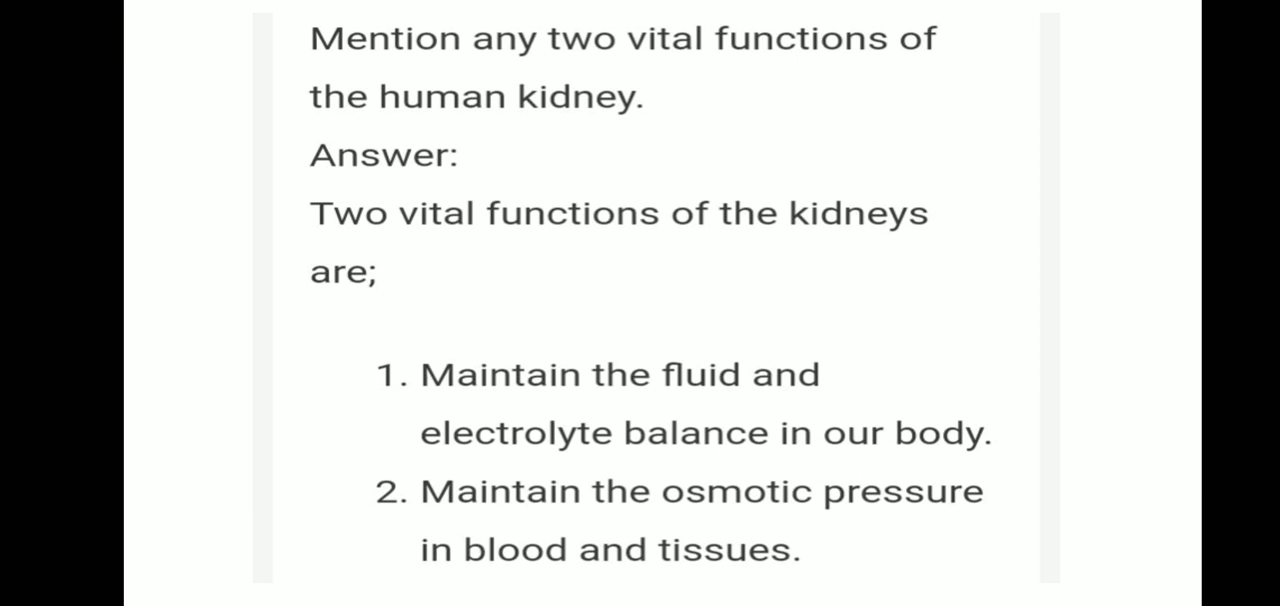 Mention any two vital functions of
the human kidney.
Answer:
Two vital functions of the kidneys
are;
1. Maintain the fluid and
electrolyte balance in our body.
2. Maintain the osmotic pressure
in blood and tissues.